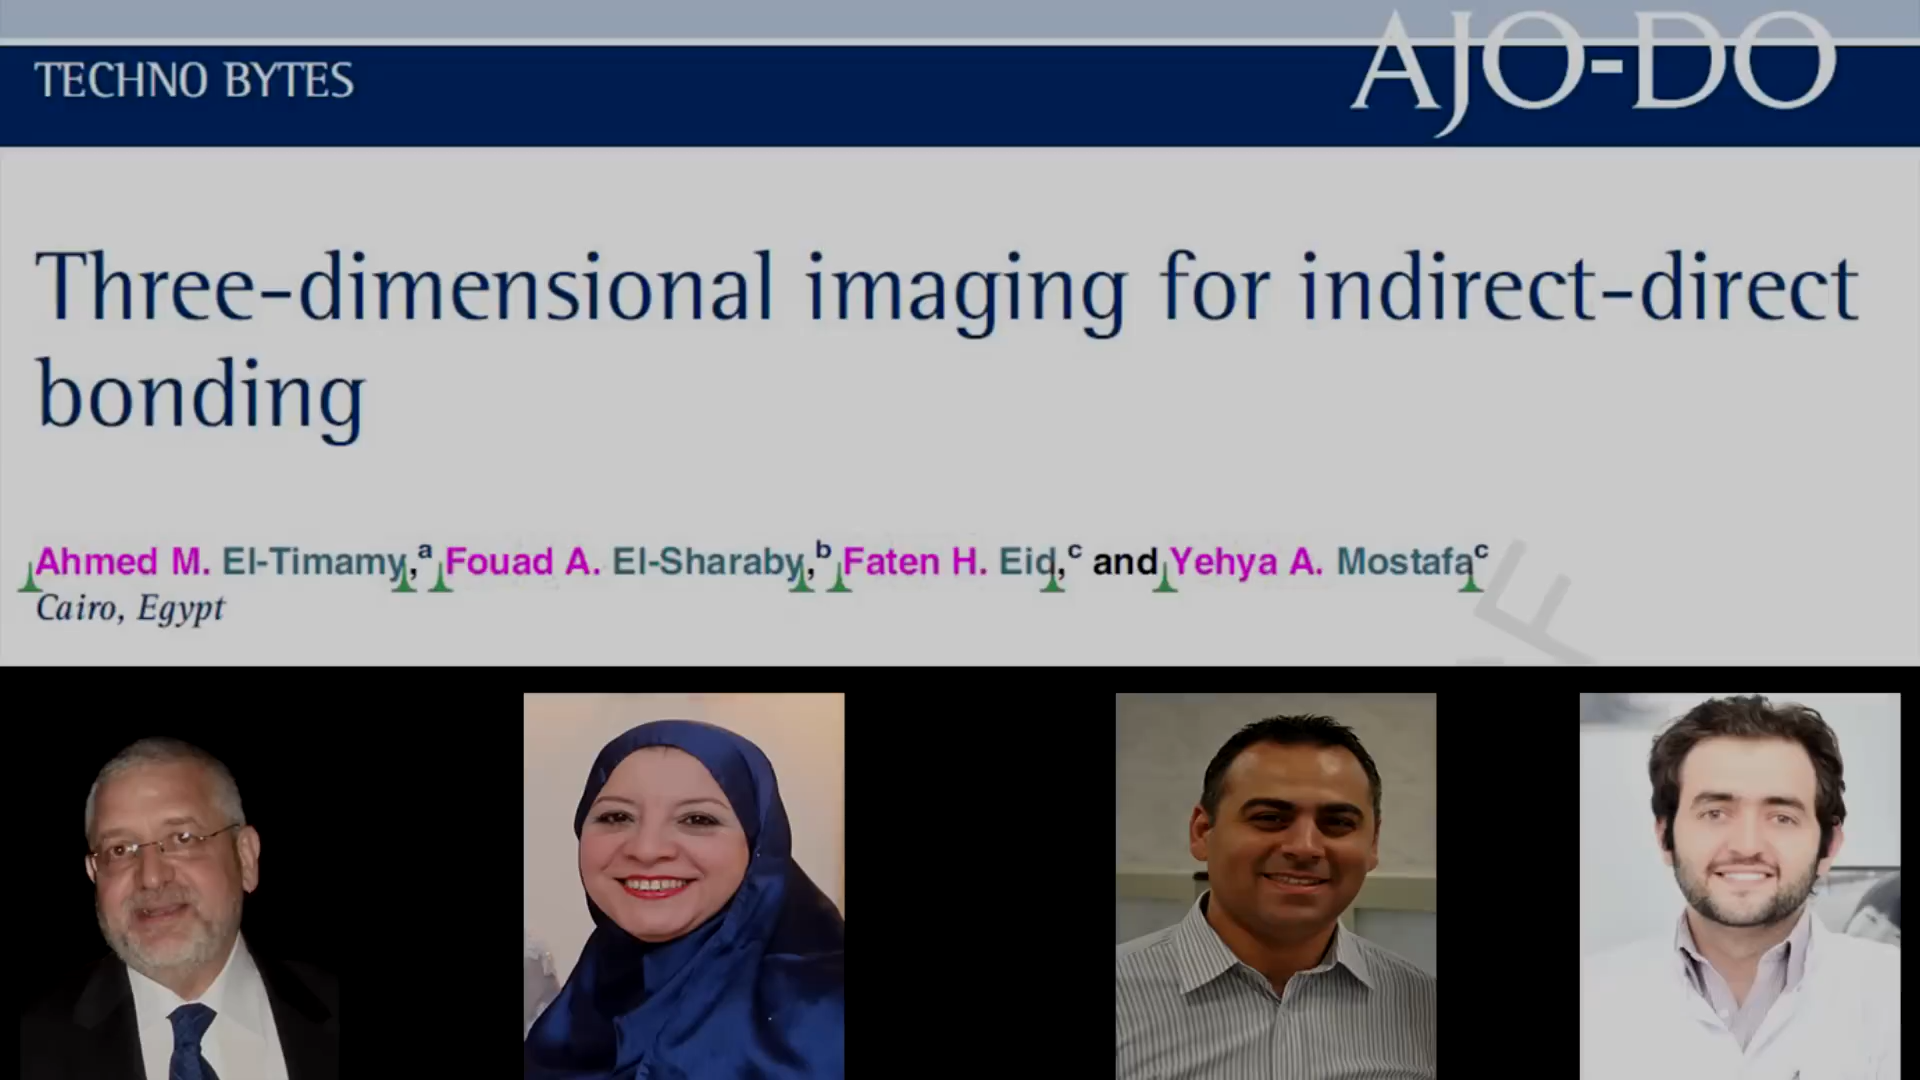 TECHNO BYTES
AJO-DO
Three-dimensional imaging for indirect-direct
bonding
Ahmed M. El-Timamy,ᵃ Fouad A. El-Sharaby,ᵇ Faten H. Eid,ᶜ and Yehya A. Mostafaᶜ
Cairo, Egypt